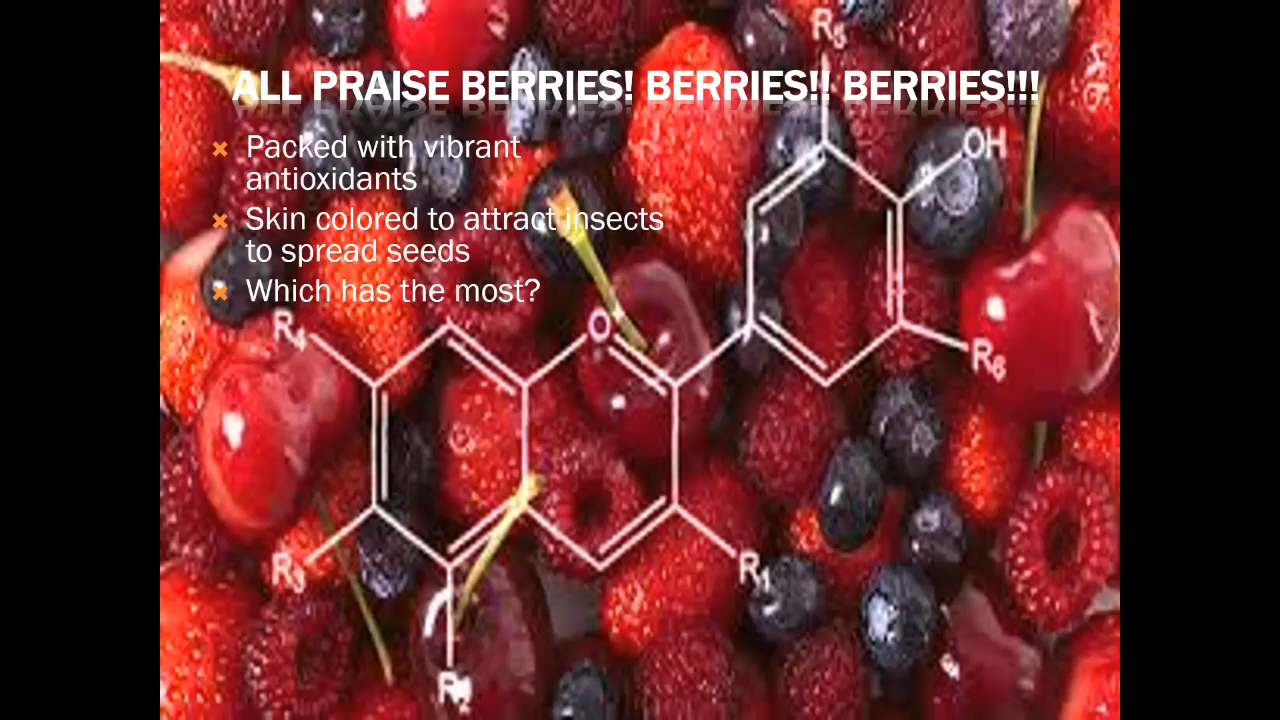 ALL PRAISE BERRIES! BERRIES!! BERRIES!!!
Packed with vibrant
antioxidants
Skin colored to attract insects
to spread seeds
Which has the most?
R5
OH
R4
O
R6
R3
R1
R2